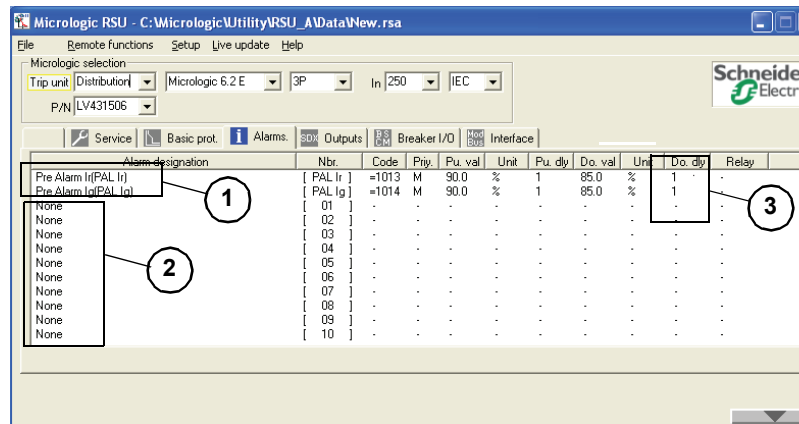 Micrologic RSU - C:\Micrologic\Utility\RSU_A\Data\New.rsa
File Remote functions Setup Live update Help
Micrologic selection
Trip unit Distribution Micrologic 6.2 E 3P In 250 IEC
P/N LV431506
Schneide
Electr
Service Basic prot. Alarms. SDX Outputs BSCM Breaker I/O Mod Bus Interface
Alarm designation Nbr. Code Priy. Pu. val Unit Pu. dly Do. val Unit Do. dly Relay
Pre Alarm Ir(PAL Ir) [ PAL Ir ] =1013 M 90.0 % 1 85.0 % 1 -
Pre Alarm Ig(PAL Ig) [ PAL Ig ] =1014 M 90.0 % 1 85.0 % 1 -
None [ 01 ] - - - - - - - - -
None [ 02 ] - - - - - - - - -
None [ 03 ] - - - - - - - - -
None [ 04 ] - - - - - - - - -
None [ 05 ] - - - - - - - - -
None [ 06 ] - - - - - - - - -
None [ 07 ] - - - - - - - - -
None [ 08 ] - - - - - - - - -
None [ 09 ] - - - - - - - - -
None [ 10 ] - - - - - - - - -
1
2
3